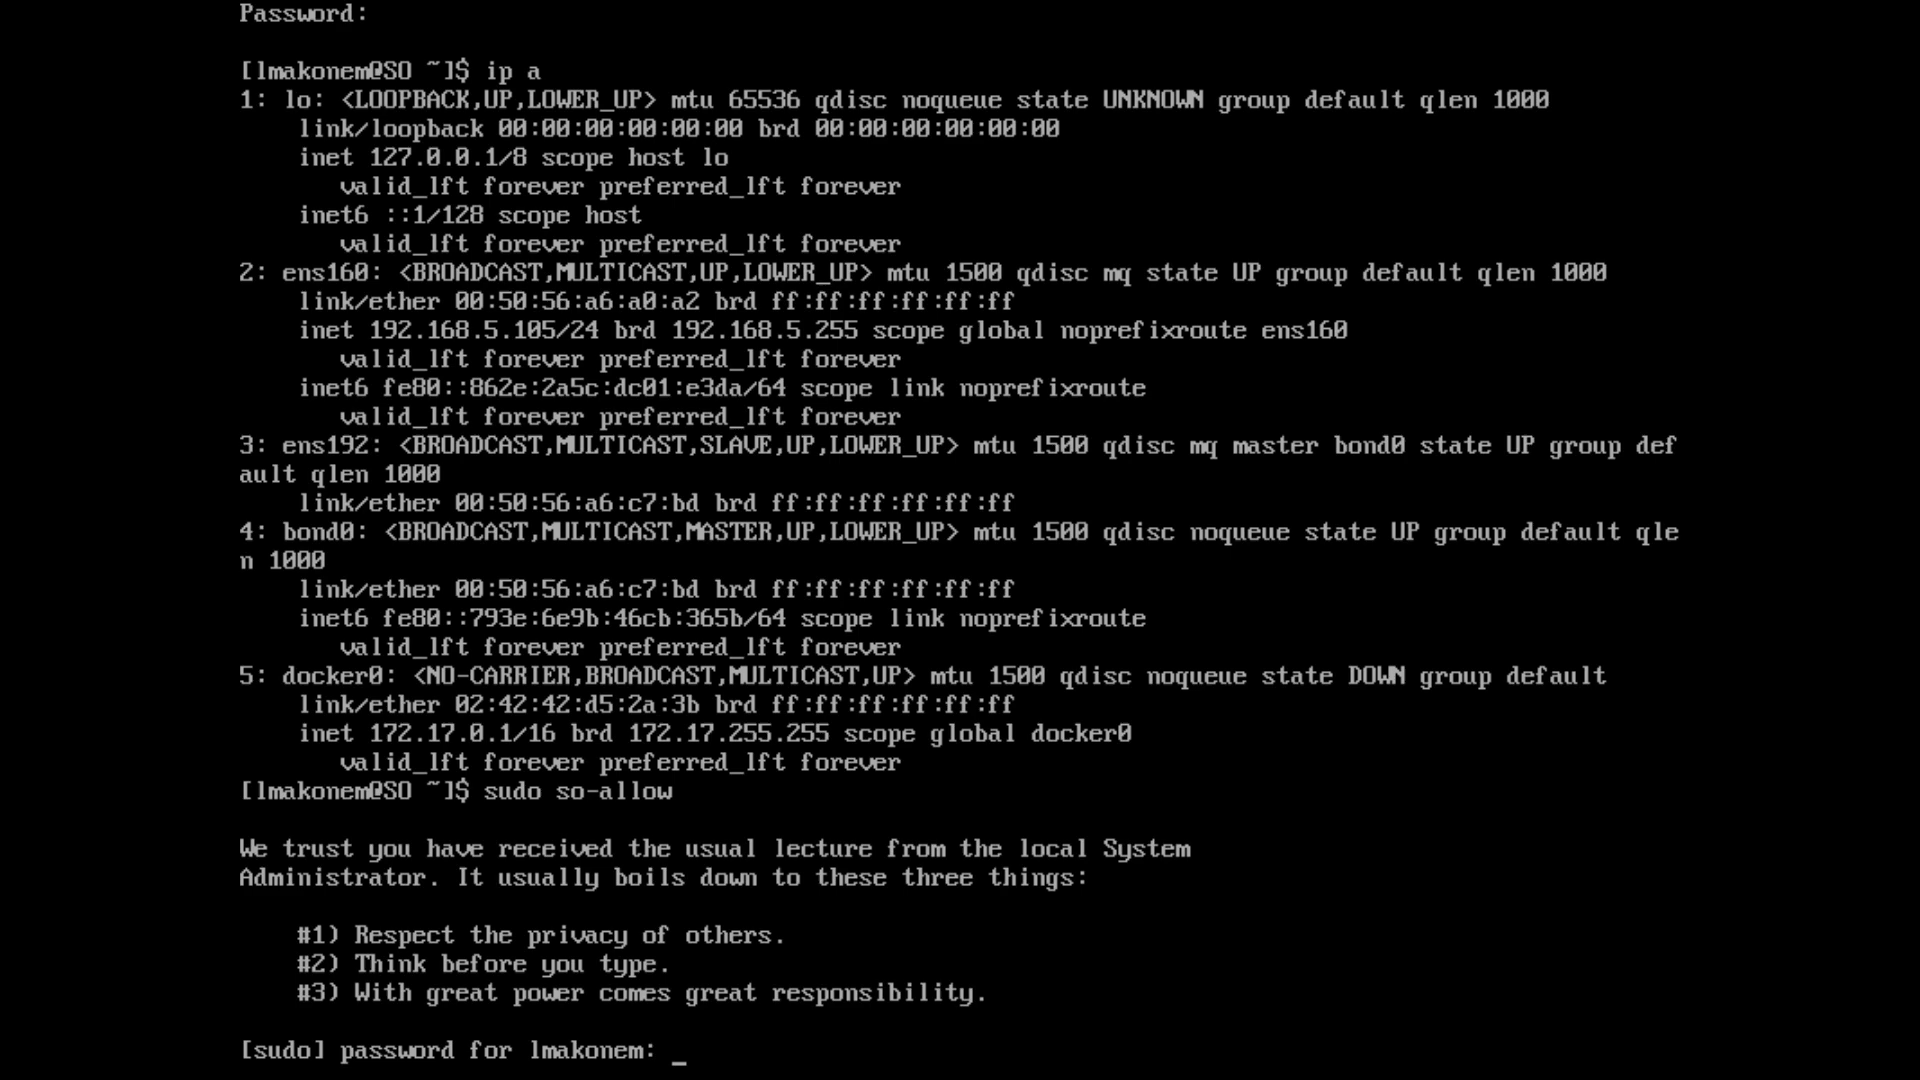 Password:
[lmakonem@SO ~]$ ip a
1: lo: <LOOPBACK,UP,LOWER_UP> mtu 65536 qdisc noqueue state UNKNOWN group default qlen 1000
    link/loopback 00:00:00:00:00:00 brd 00:00:00:00:00:00
    inet 127.0.0.1/8 scope host lo
       valid_lft forever preferred_lft forever
    inet6 ::1/128 scope host
       valid_lft forever preferred_lft forever
2: ens160: <BROADCAST,MULTICAST,UP,LOWER_UP> mtu 1500 qdisc mq state UP group default qlen 1000
    link/ether 00:50:56:a6:a0:a2 brd ff:ff:ff:ff:ff:ff
    inet 192.168.5.105/24 brd 192.168.5.255 scope global noprefixroute ens160
       valid_lft forever preferred_lft forever
    inet6 fe80::862e:2a5c:dc01:e3da/64 scope link noprefixroute
       valid_lft forever preferred_lft forever
3: ens192: <BROADCAST,MULTICAST,SLAVE,UP,LOWER_UP> mtu 1500 qdisc mq master bond0 state UP group def
ault qlen 1000
    link/ether 00:50:56:a6:c7:bd brd ff:ff:ff:ff:ff:ff
4: bond0: <BROADCAST,MULTICAST,MASTER,UP,LOWER_UP> mtu 1500 qdisc noqueue state UP group default qle
n 1000
    link/ether 00:50:56:a6:c7:bd brd ff:ff:ff:ff:ff:ff
    inet6 fe80::793e:6e9b:46cb:365b/64 scope link noprefixroute
       valid_lft forever preferred_lft forever
5: docker0: <NO-CARRIER,BROADCAST,MULTICAST,UP> mtu 1500 qdisc noqueue state DOWN group default
    link/ether 02:42:42:d5:2a:3b brd ff:ff:ff:ff:ff:ff
    inet 172.17.0.1/16 brd 172.17.255.255 scope global docker0
       valid_lft forever preferred_lft forever
[lmakonem@SO ~]$ sudo so-allow
We trust you have received the usual lecture from the local System
Administrator. It usually boils down to these three things:
    #1) Respect the privacy of others.
    #2) Think before you type.
    #3) With great power comes great responsibility.
[sudo] password for lmakonem: _